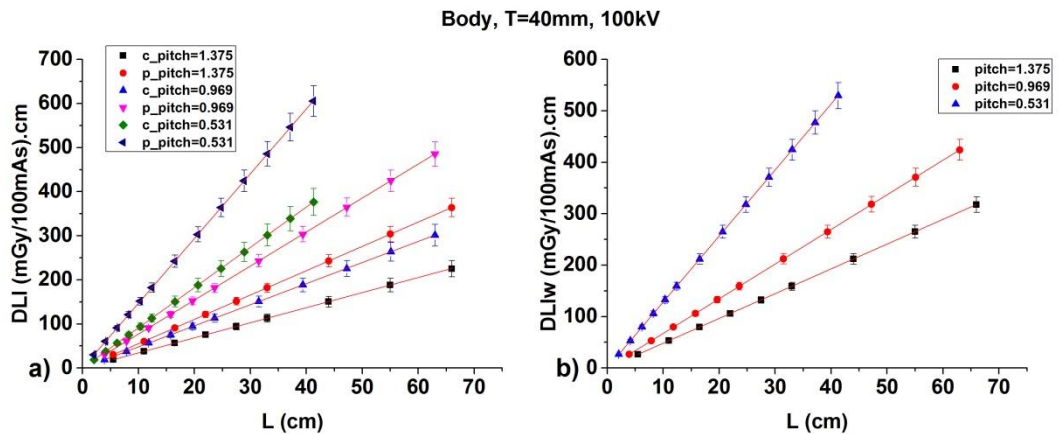 Body, T=40mm, 100kV
c_pitch=1.375
p_pitch=1.375
c_pitch=0.969
p_pitch=0.969
c_pitch=0.531
p_pitch=0.531
700
600
500
400
300
200
100
0
DLI (mGy/100mAs).cm
a)
0 10 20 30 40 50 60 70
L (cm)
pitch=1.375
pitch=0.969
pitch=0.531
600
500
400
300
200
100
0
DLIw (mGy/100mAs).cm
b)
0 10 20 30 40 50 60 70
L (cm)